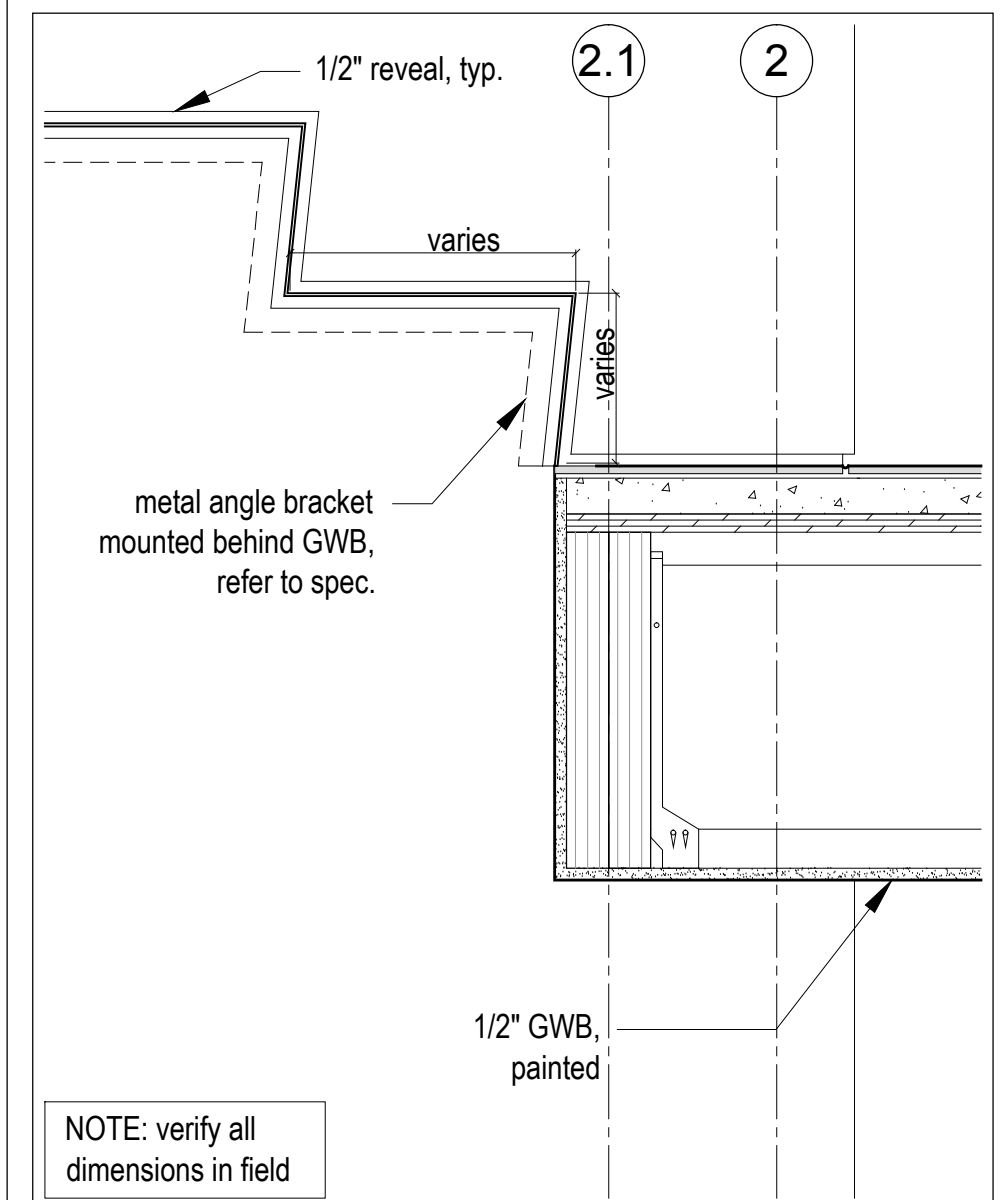 1/2" reveal, typ.
2.1
2
varies
varies
metal angle bracket
mounted behind GWB,
refer to spec.
1/2" GWB,
painted
NOTE: verify all
dimensions in field